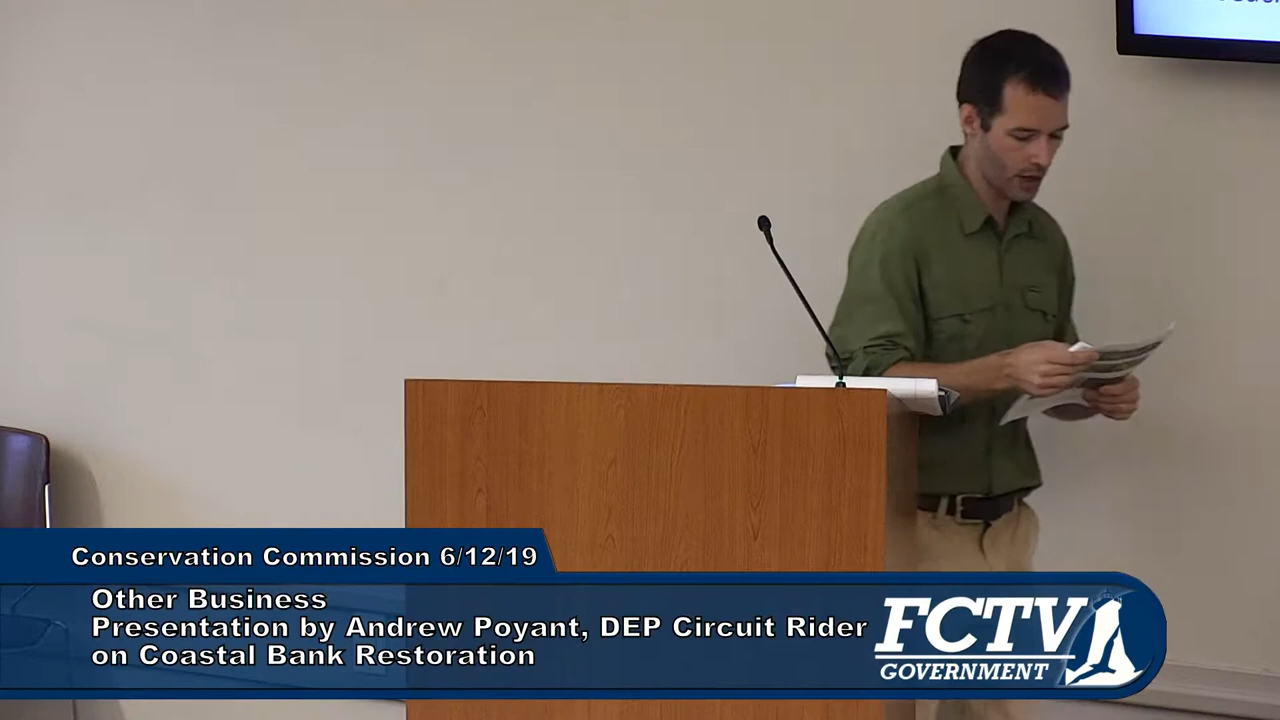 Conservation Commission 6/12/19
Other Business
Presentation by Andrew Poyant, DEP Circuit Rider
on Coastal Bank Restoration
FCTV
GOVERNMENT